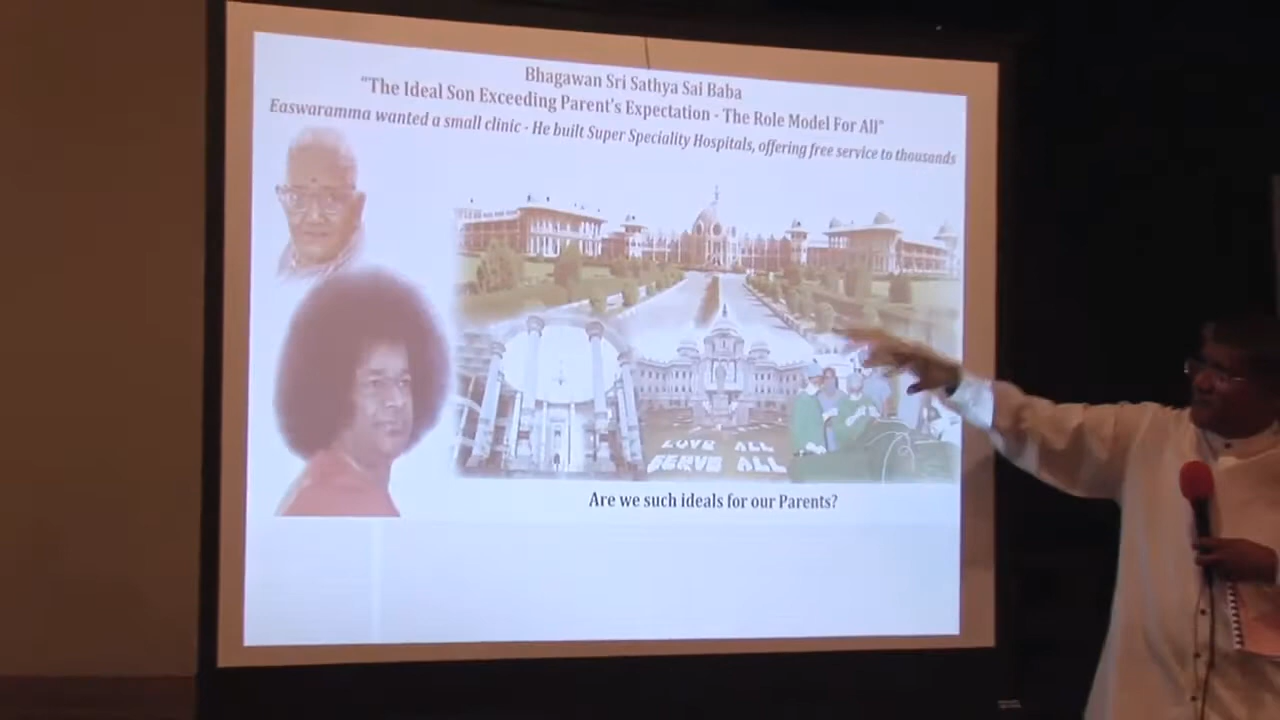 Bhagawan Sri Sathya Sai Baba
"The Ideal Son Exceeding Parent's Expectation - The Role Model For All"
Easwaramma wanted a small clinic - He built Super Speciality Hospitals, offering free service to thousands
LOVE ALL
SERVE ALL
Are we such ideals for our Parents?